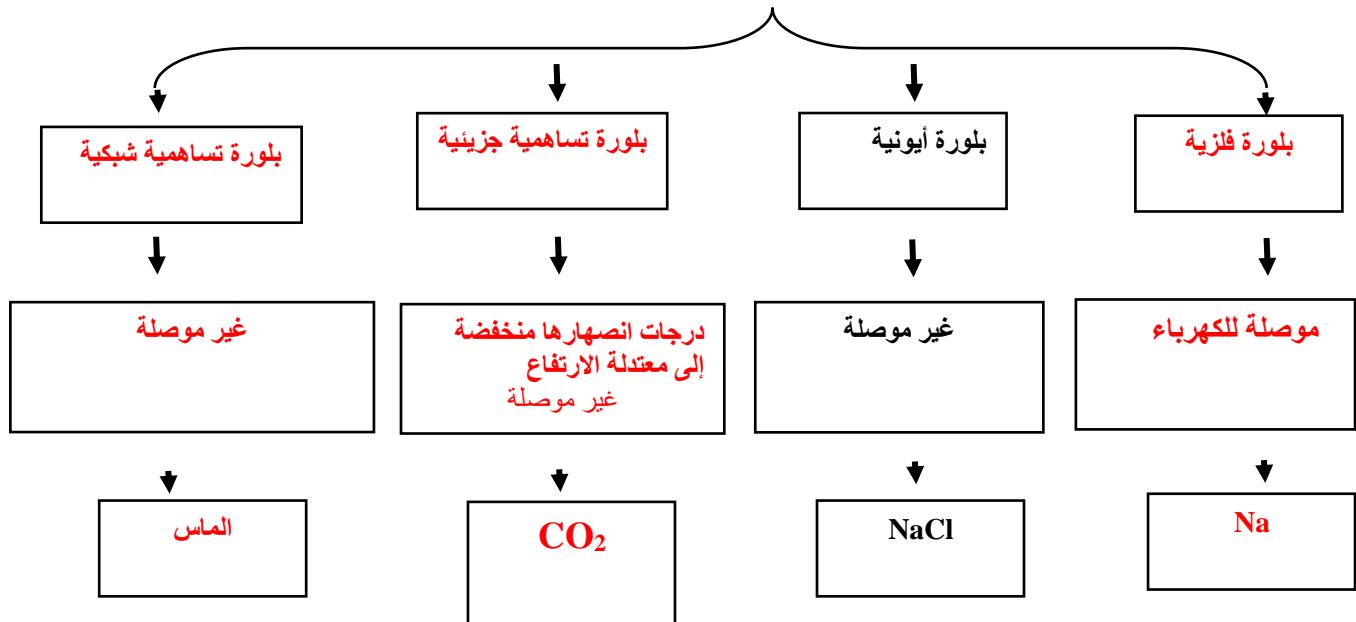 بلورة فلزية
بلورة أيونية
بلورة تساهمية جزيئية
بلورة تساهمية شبكية
موصلة للكهرباء
غير موصلة
درجات انصهارها منخفضة
إلى معتدلة الارتفاع
غير موصلة
غير موصلة
Na
NaCl
CO₂
الماس